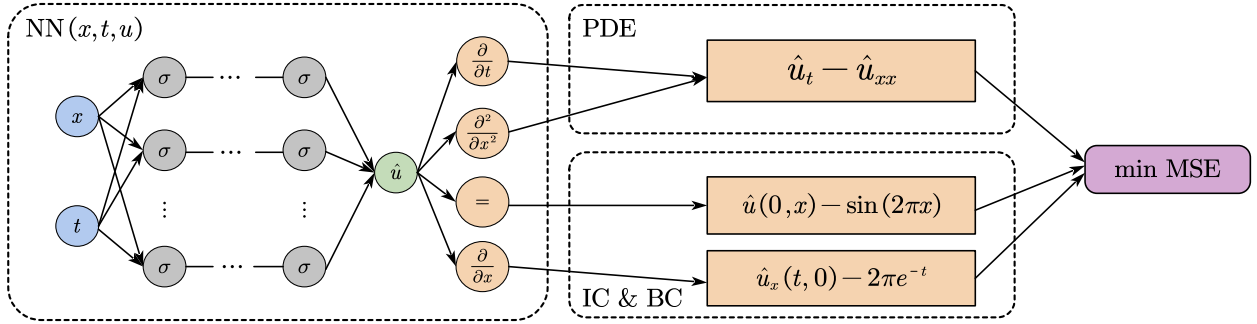 NN(x,t,u)
x
t
σ ··· σ
σ ··· σ
⋮ ⋮
σ ··· σ
û
∂/∂t
∂²/∂x²
=
∂/∂x
PDE
û_t − û_xx
û(0,x) − sin(2πx)
û_x(t,0) − 2πe^-t
IC & BC
min MSE